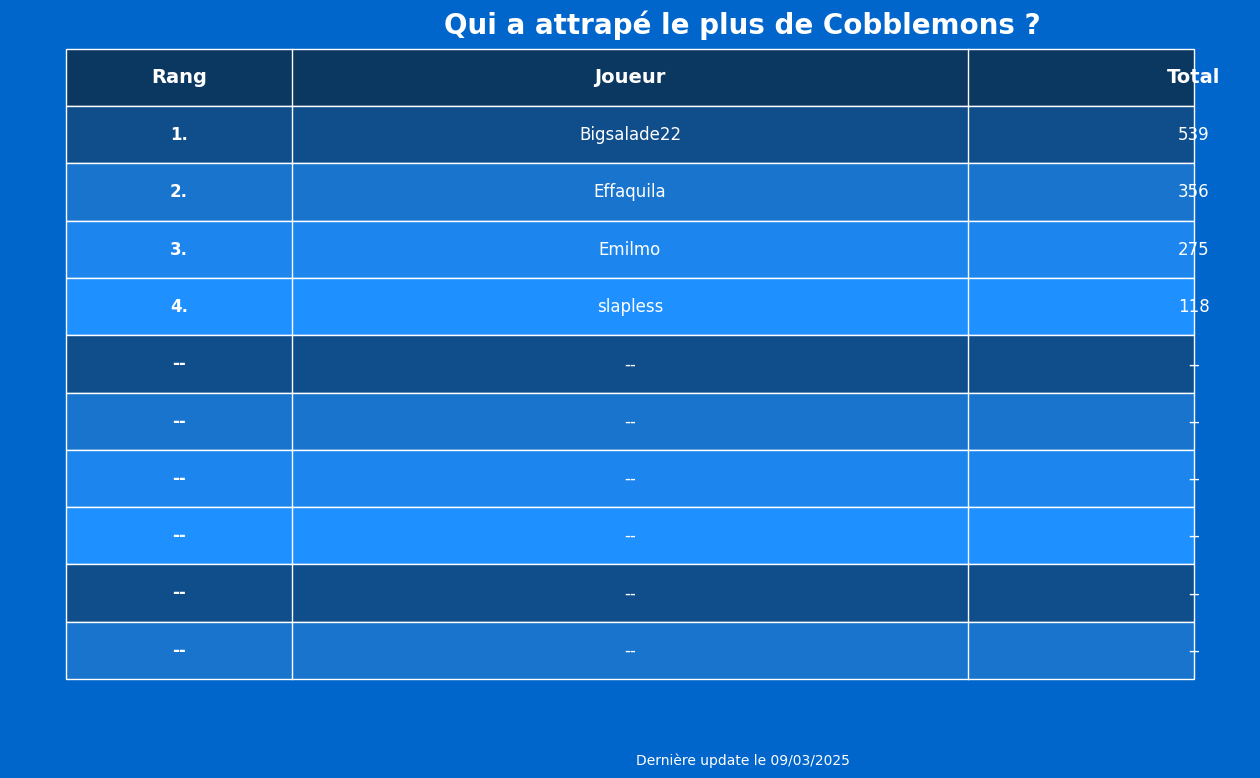 Qui a attrapé le plus de Cobblemons ?
Rang Joueur Total
1. Bigsalade22 539
2. Effaquila 356
3. Emilmo 275
4. slapless 118
-- -- --
-- -- --
-- -- --
-- -- --
-- -- --
-- -- --
Dernière update le 09/03/2025